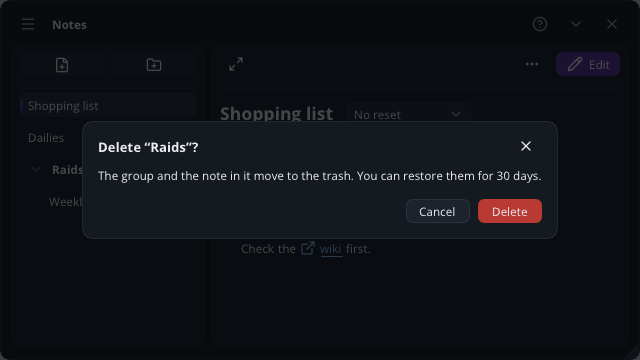 Notes
Edit
Shopping list
Shopping list
No reset
Dailies
Raids
Delete “Raids”?
The group and the note in it move to the trash. You can restore them for 30 days.
Cancel
Delete
Check the wiki first.